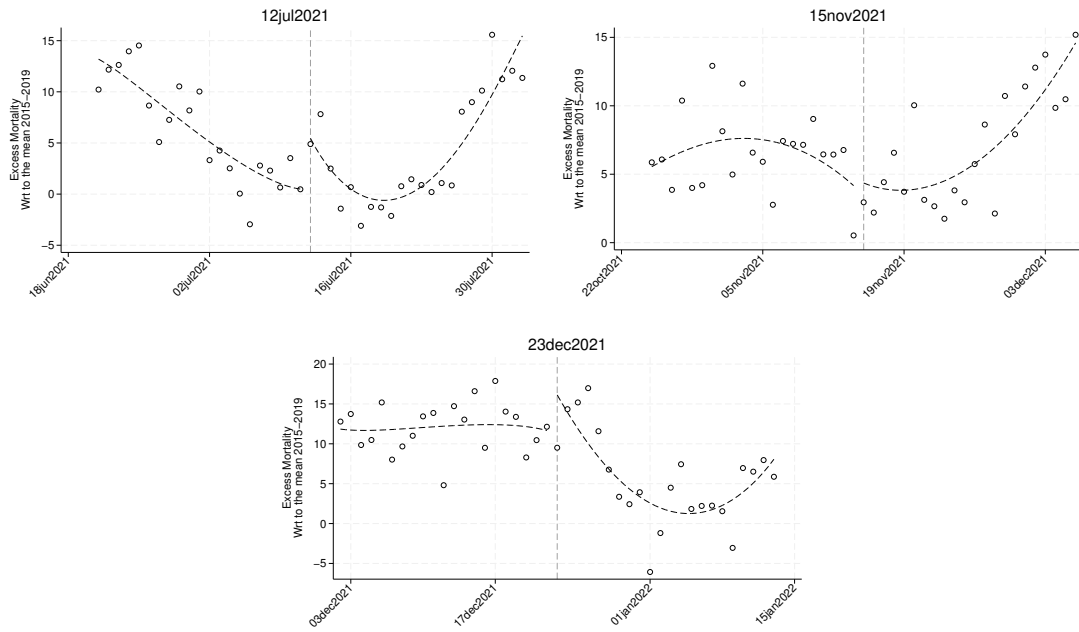 12jul2021
15
10
5
0
−5
Excess Mortality
Wrt to the mean 2015−2019
18jun2021
02jul2021
16jul2021
30jul2021
15nov2021
15
10
5
0
Excess Mortality
Wrt to the mean 2015−2019
22oct2021
05nov2021
19nov2021
03dec2021
23dec2021
20
15
10
5
0
−5
Excess Mortality
Wrt to the mean 2015−2019
03dec2021
17dec2021
01jan2022
15jan2022